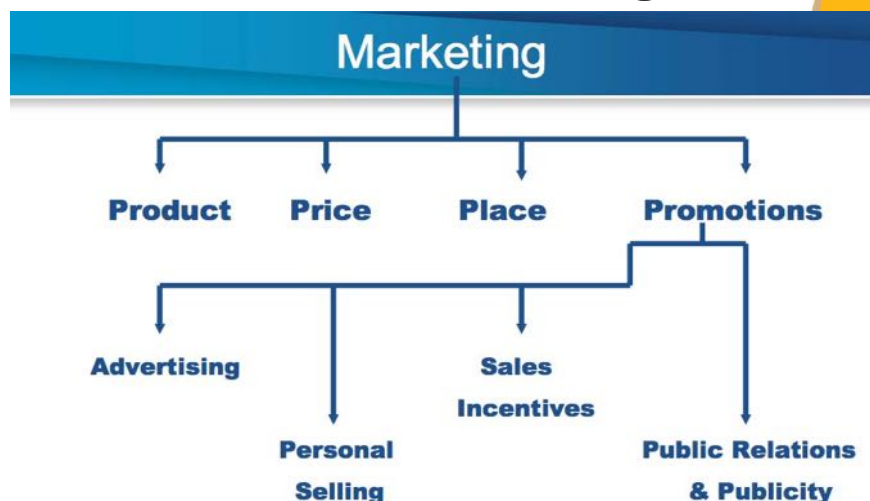 Marketing
Product Price Place Promotions
Advertising
Sales
Incentives
Personal
Selling
Public Relations
& Publicity